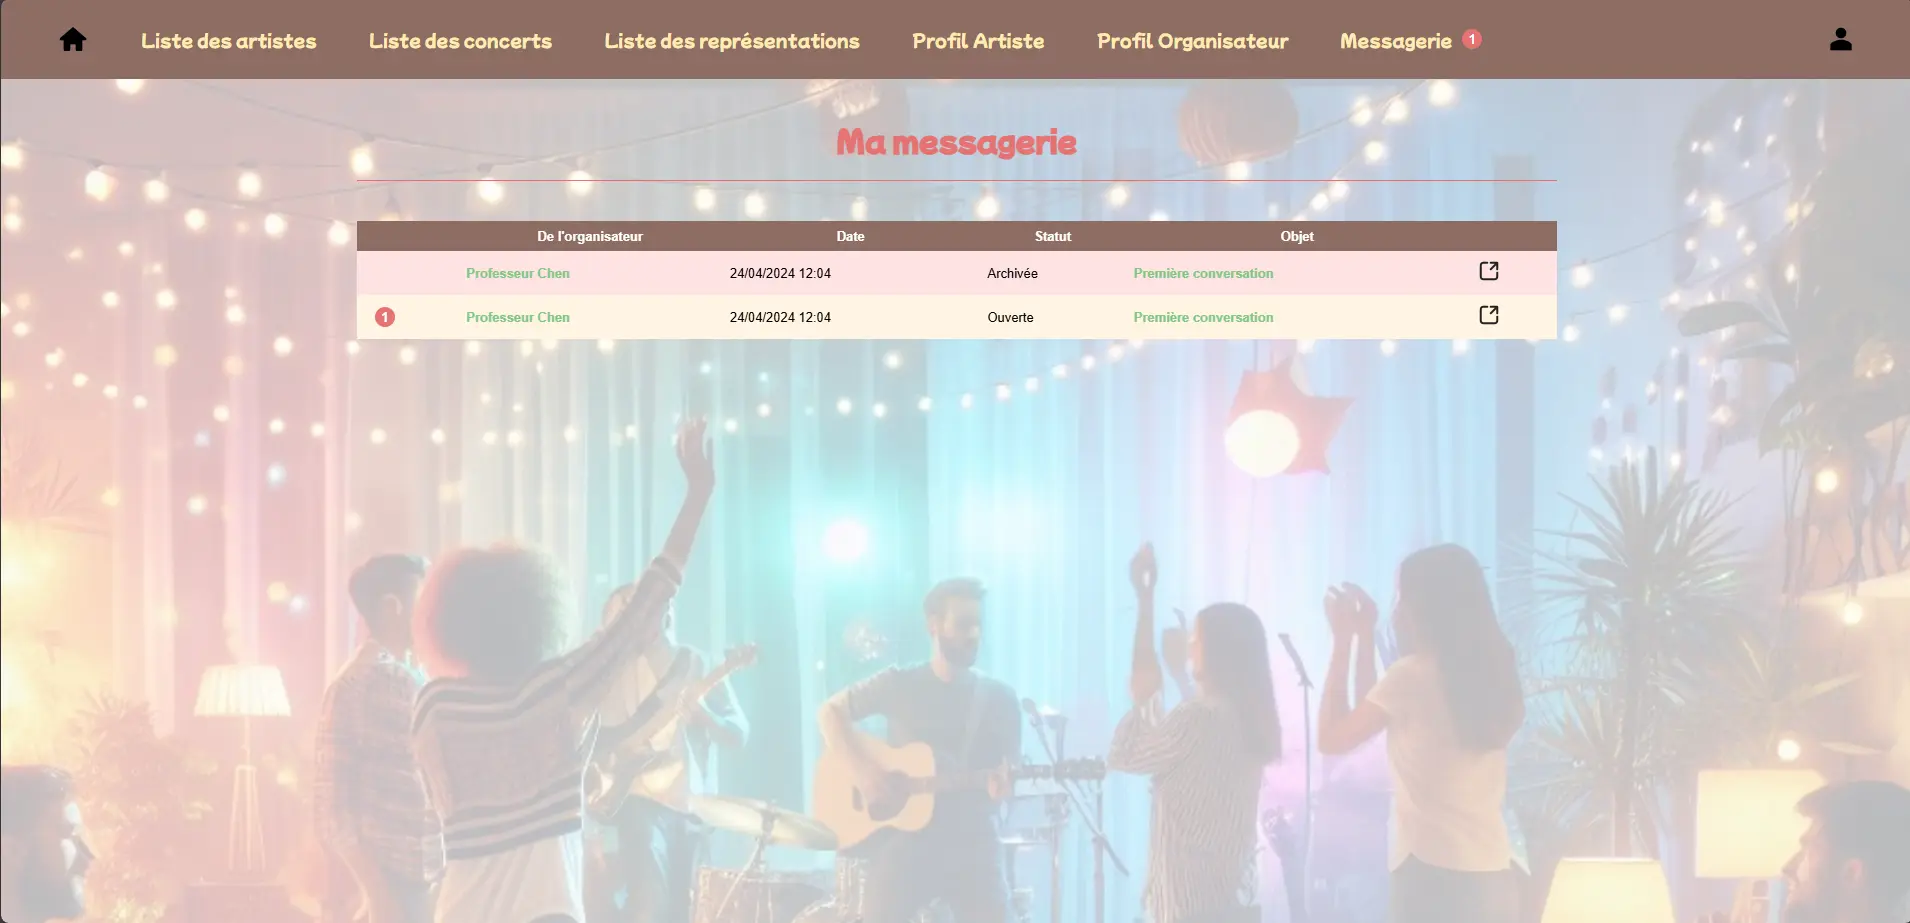 Liste des artistes Liste des concerts Liste des représentations Profil Artiste Profil Organisateur Messagerie 1
Ma messagerie
De l'organisateur Date Statut Objet
Professeur Chen 24/04/2024 12:04 Archivée Première conversation
1 Professeur Chen 24/04/2024 12:04 Ouverte Première conversation